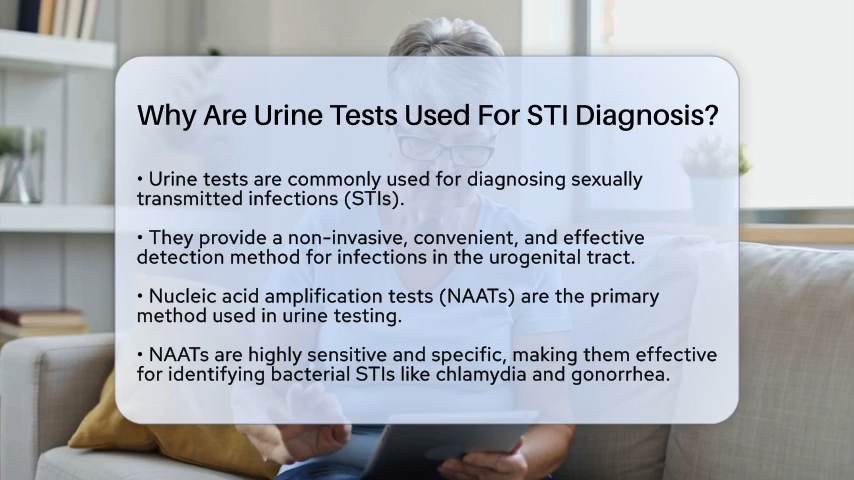 Why Are Urine Tests Used For STI Diagnosis?
• Urine tests are commonly used for diagnosing sexually
transmitted infections (STIs).
• They provide a non-invasive, convenient, and effective
detection method for infections in the urogenital tract.
• Nucleic acid amplification tests (NAATs) are the primary
method used in urine testing.
• NAATs are highly sensitive and specific, making them effective
for identifying bacterial STIs like chlamydia and gonorrhea.